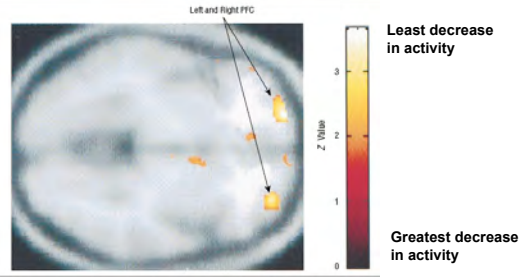 Left and Right PFC
Least decrease
in activity
3
2
Z Value
1
0
Greatest decrease
in activity